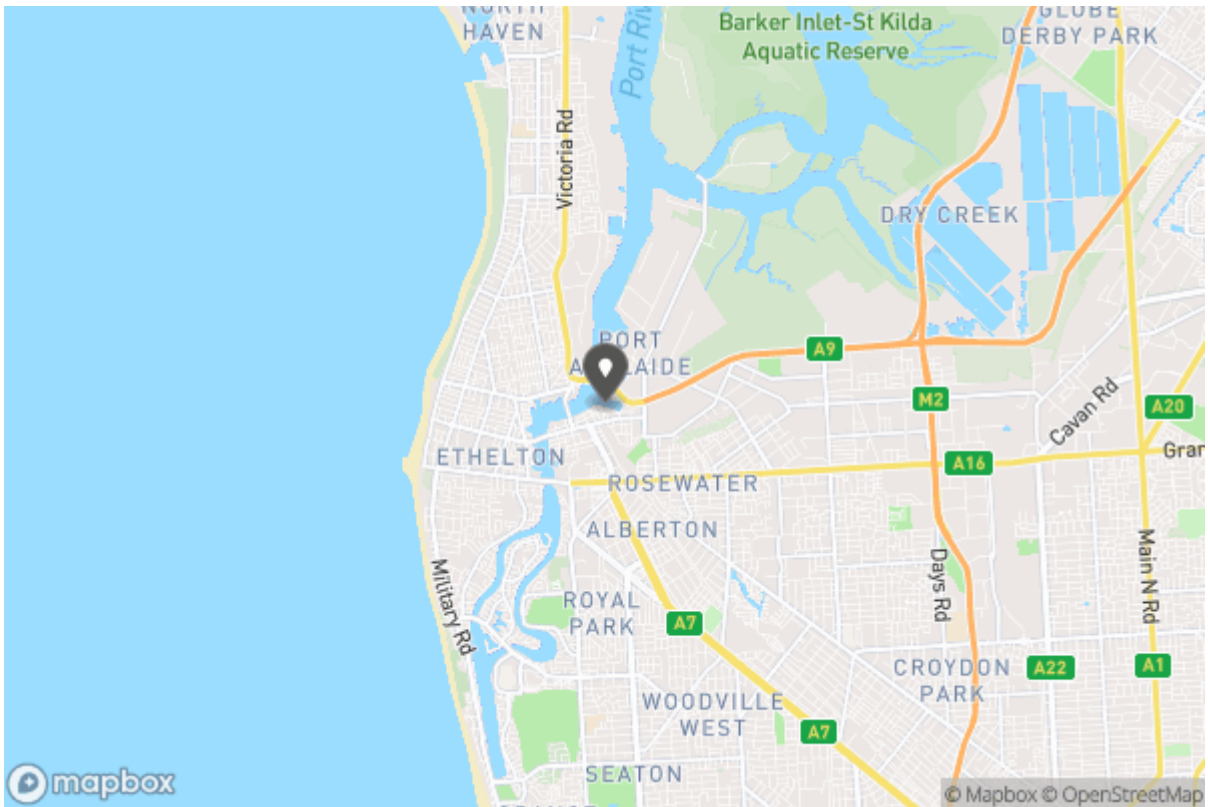 NORTH
HAVEN
Barker Inlet-St Kilda
Aquatic Reserve
GLOBE
DERBY PARK
Port Riv
Victoria Rd
DRY CREEK
PORT
ADELAIDE
A9
M2
A20
Cavan Rd
ETHELTON
A16
ROSEWATER
ALBERTON
Military Rd
Days Rd
Main N Rd
ROYAL
PARK
A7
CROYDON
PARK
A22
A1
WOODVILLE
WEST
A7
SEATON
mapbox
© Mapbox © OpenStreetMap